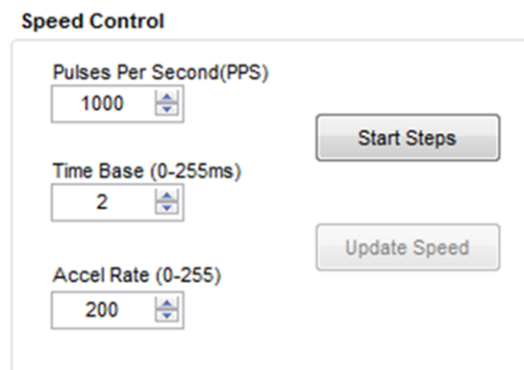 Speed Control
Pulses Per Second(PPS)
1000
Start Steps
Time Base (0-255ms)
2
Update Speed
Accel Rate (0-255)
200